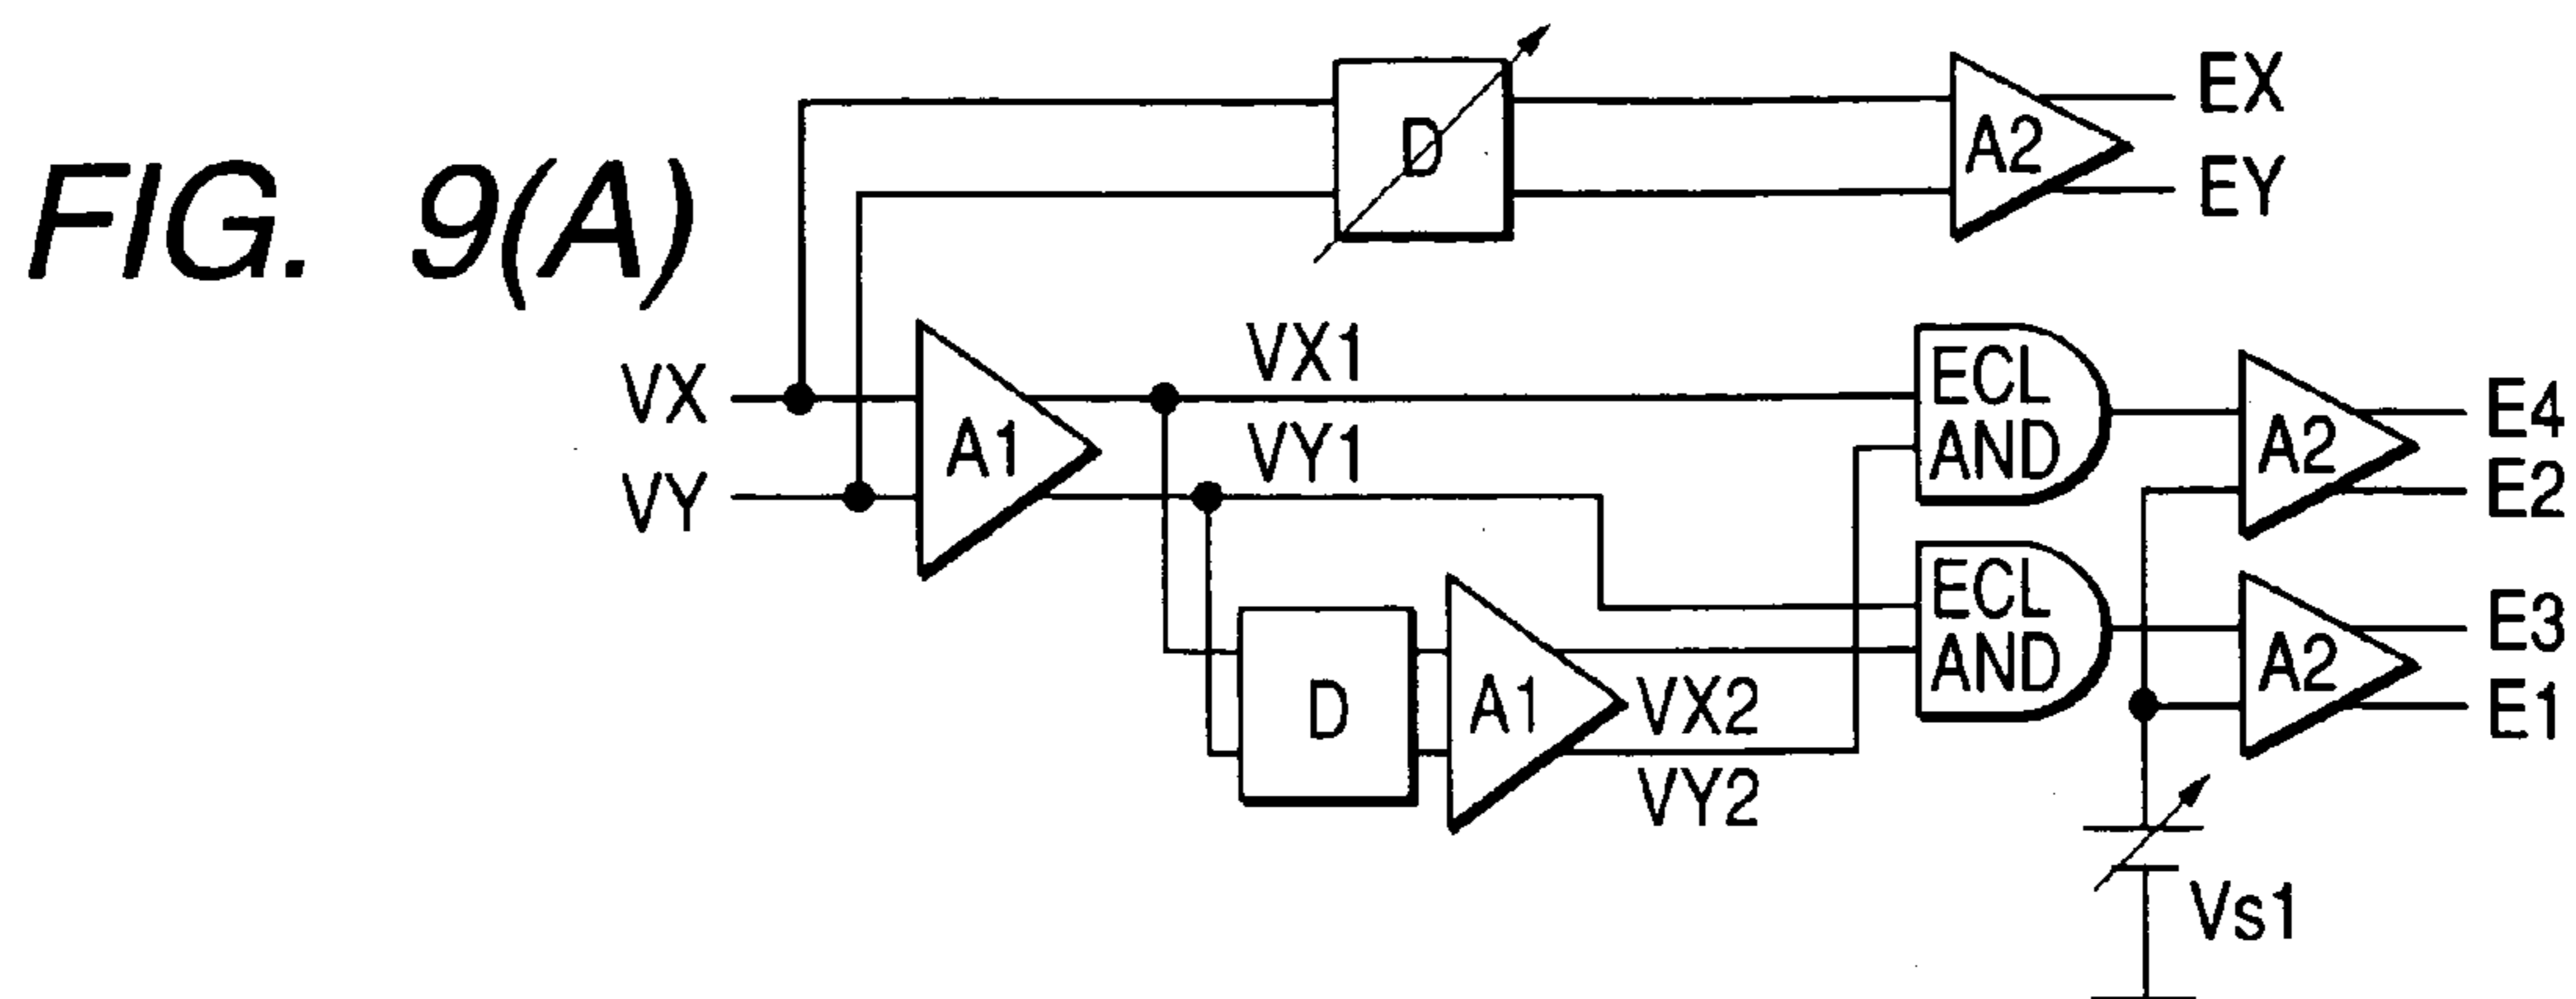 FIG. 9(A)
D
A2
EX
EY
VX
VY
A1
VX1
VY1
ECL
AND
A2
E4
E2
D
A1
VX2
VY2
ECL
AND
A2
E3
E1
Vs1